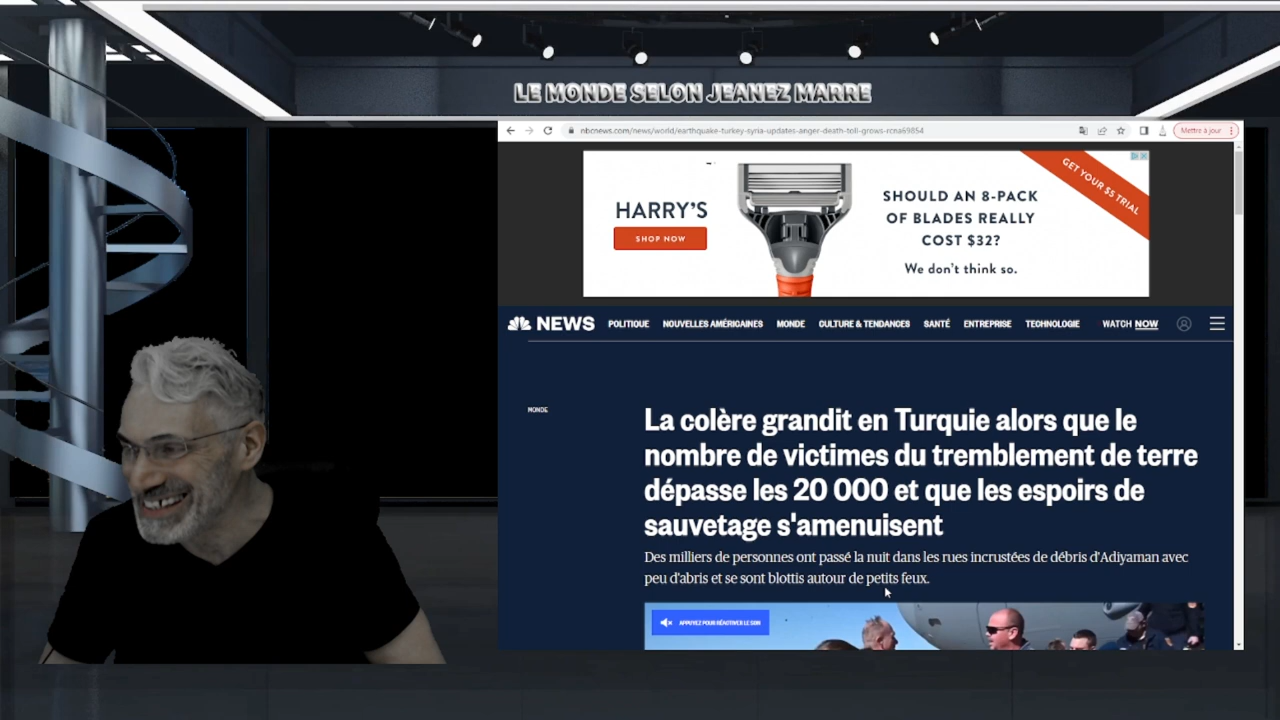 LE MONDE SELON JEANEZ MARRE
nbcnews.com/news/world/earthquake-turkey-syria-updates-anger-death-toll-grows-rcna69854
Mettre à jour
GET YOUR $5 TRIAL
HARRY'S
SHOP NOW
SHOULD AN 8-PACK
OF BLADES REALLY
COST $32?
We don't think so.
NEWS POLITIQUE NOUVELLES AMÉRICAINES MONDE CULTURE & TENDANCES SANTÉ ENTREPRISE TECHNOLOGIE WATCH NOW
MONDE
La colère grandit en Turquie alors que le
nombre de victimes du tremblement de terre
dépasse les 20 000 et que les espoirs de
sauvetage s'amenuisent
Des milliers de personnes ont passé la nuit dans les rues incrustées de débris d'Adiyaman avec
peu d'abris et se sont blottis autour de petits feux.
APPUYEZ POUR RÉACTIVER LE SON